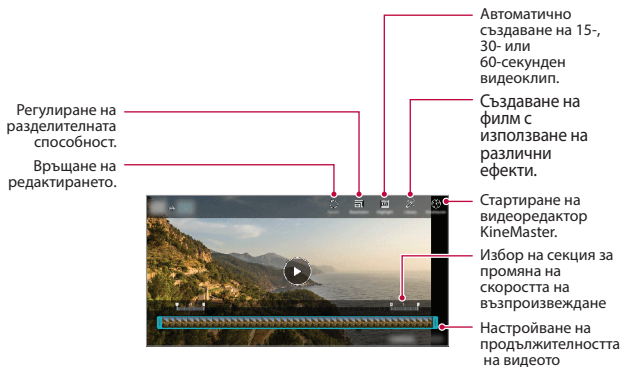 Автоматично
създаване на 15-,
30- или
60-секунден
видеоклип.
Създаване на
филм с
използване на
различни
ефекти.
Регулиране на
разделителната
способност.
Връщане на
редактирането.
Стартиране на
видеоредактор
KineMaster.
Избор на секция за
промяна на
скоростта на
възпроизвеждане
Настройване на
продължителността
на видеото